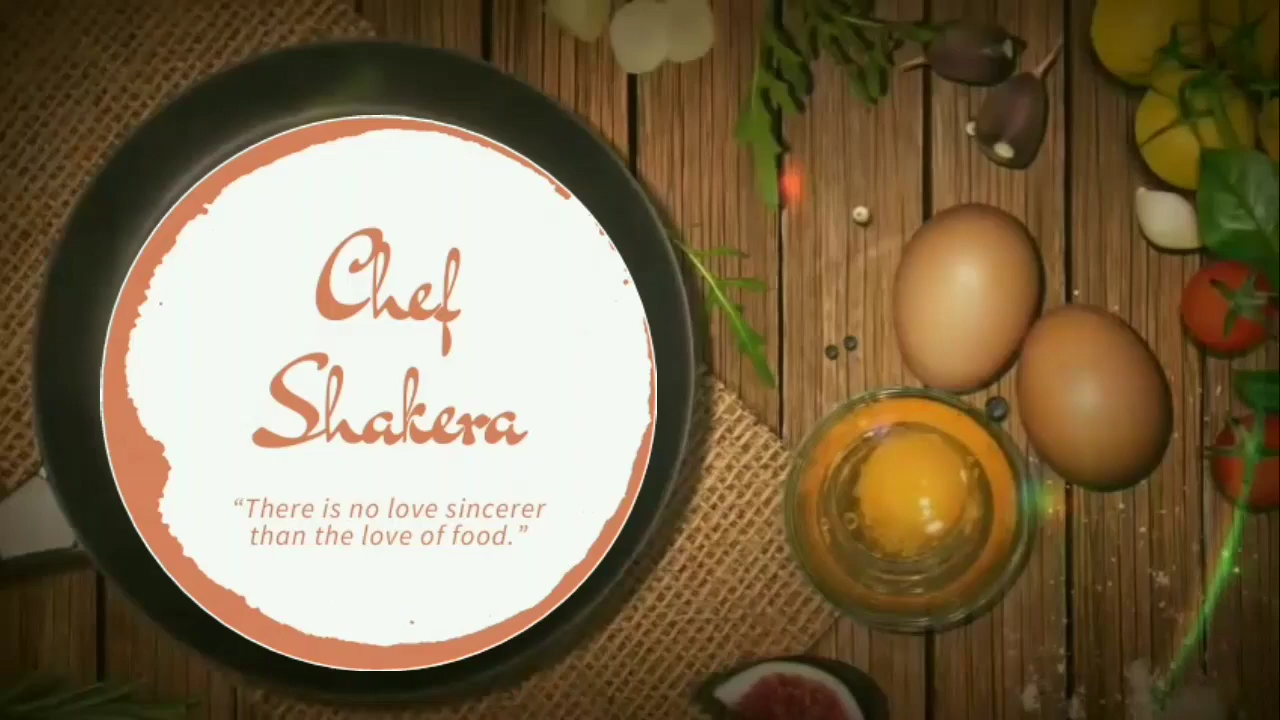 Chef
Shakera
“There is no love sincerer
than the love of food.”